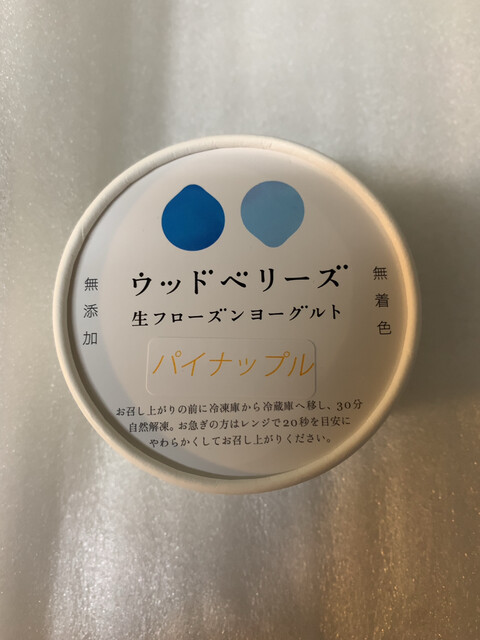 ウッドベリーズ
生フローズンヨーグルト
無添加
無着色
パイナップル
お召し上がりの前に冷凍庫から冷蔵庫へ移し、30分
自然解凍。お急ぎの方はレンジで20秒を目安に
やわらかくしてお召し上がりください。